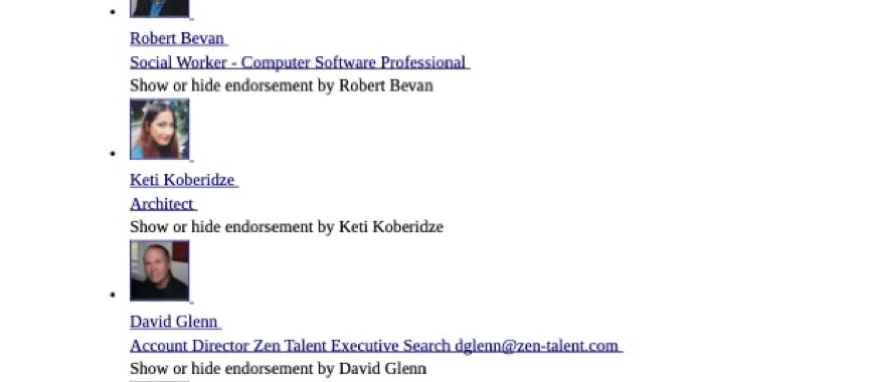 Robert Bevan
Social Worker - Computer Software Professional
Show or hide endorsement by Robert Bevan
Keti Koberidze
Architect
Show or hide endorsement by Keti Koberidze
David Glenn
Account Director Zen Talent Executive Search dglenn@zen-talent.com
Show or hide endorsement by David Glenn